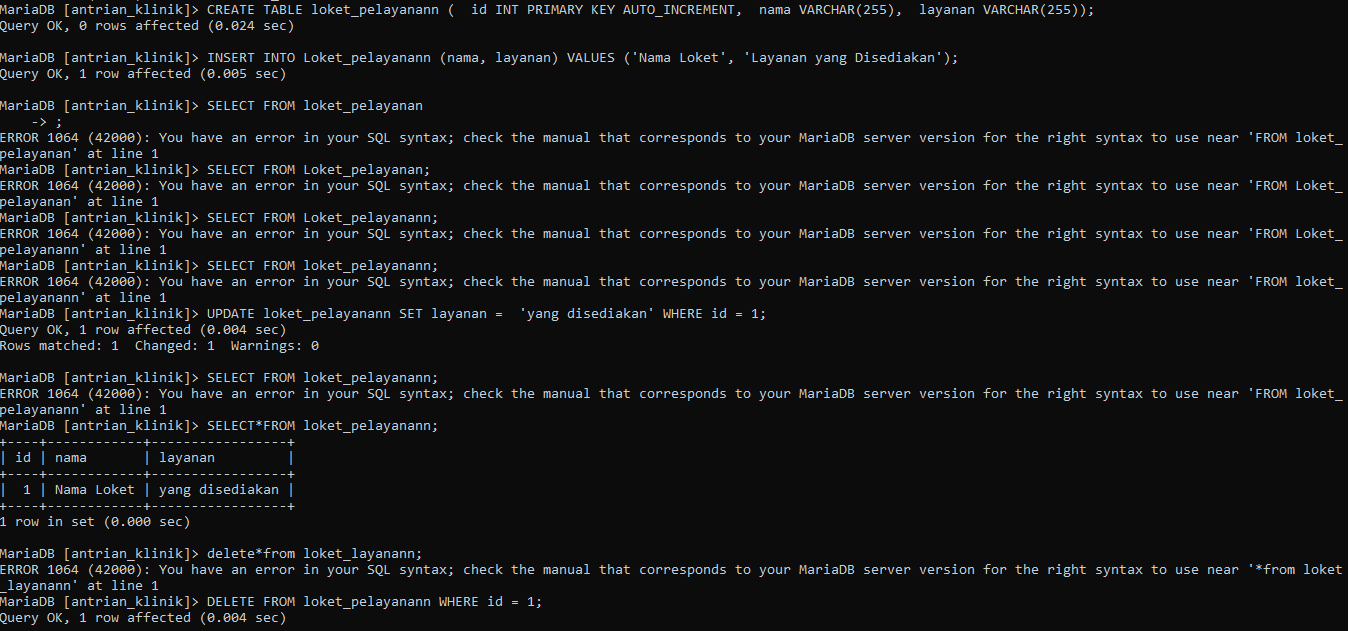 MariaDB [antrian_klinik]> CREATE TABLE loket_pelayanann (  id INT PRIMARY KEY AUTO_INCREMENT,  nama VARCHAR(255),  layanan VARCHAR(255));
Query OK, 0 rows affected (0.024 sec)
MariaDB [antrian_klinik]> INSERT INTO Loket_pelayanann (nama, layanan) VALUES ('Nama Loket', 'Layanan yang Disediakan');
Query OK, 1 row affected (0.005 sec)
MariaDB [antrian_klinik]> SELECT FROM loket_pelayanan
    -> ;
ERROR 1064 (42000): You have an error in your SQL syntax; check the manual that corresponds to your MariaDB server version for the right syntax to use near 'FROM loket_
pelayanan' at line 1
MariaDB [antrian_klinik]> SELECT FROM Loket_pelayanan;
ERROR 1064 (42000): You have an error in your SQL syntax; check the manual that corresponds to your MariaDB server version for the right syntax to use near 'FROM Loket_
pelayanan' at line 1
MariaDB [antrian_klinik]> SELECT FROM Loket_pelayanann;
ERROR 1064 (42000): You have an error in your SQL syntax; check the manual that corresponds to your MariaDB server version for the right syntax to use near 'FROM Loket_
pelayanann' at line 1
MariaDB [antrian_klinik]> SELECT FROM loket_pelayanann;
ERROR 1064 (42000): You have an error in your SQL syntax; check the manual that corresponds to your MariaDB server version for the right syntax to use near 'FROM loket_
pelayanann' at line 1
MariaDB [antrian_klinik]> UPDATE loket_pelayanann SET layanan =  'yang disediakan' WHERE id = 1;
Query OK, 1 row affected (0.004 sec)
Rows matched: 1  Changed: 1  Warnings: 0
MariaDB [antrian_klinik]> SELECT FROM loket_pelayanann;
ERROR 1064 (42000): You have an error in your SQL syntax; check the manual that corresponds to your MariaDB server version for the right syntax to use near 'FROM loket_
pelayanann' at line 1
MariaDB [antrian_klinik]> SELECT*FROM loket_pelayanann;
+----+------------+-----------------+
| id | nama       | layanan         |
+----+------------+-----------------+
|  1 | Nama Loket | yang disediakan |
+----+------------+-----------------+
1 row in set (0.000 sec)
MariaDB [antrian_klinik]> delete*from loket_layanann;
ERROR 1064 (42000): You have an error in your SQL syntax; check the manual that corresponds to your MariaDB server version for the right syntax to use near '*from loket
_layanann' at line 1
MariaDB [antrian_klinik]> DELETE FROM loket_pelayanann WHERE id = 1;
Query OK, 1 row affected (0.004 sec)